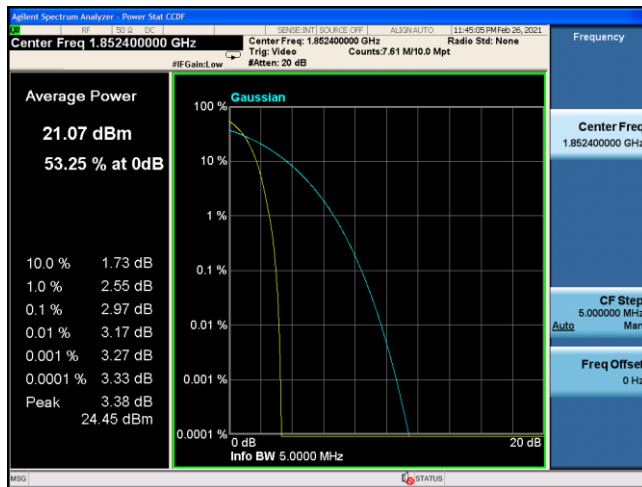 Agilent Spectrum Analyzer - Power Stat CCDF
RF 50 Ω DC SENSE:INT SOURCE OFF ALIGN AUTO 11:45:05 PM Feb 26, 2021
Center Freq 1.852400000 GHz
Center Freq: 1.852400000 GHz Radio Std: None
Trig: Video Counts:7.61 M/10.0 Mpt
#IFGain:Low #Atten: 20 dB
Frequency
Average Power
21.07 dBm
53.25 % at 0dB
10.0 % 1.73 dB
1.0 % 2.55 dB
0.1 % 2.97 dB
0.01 % 3.17 dB
0.001 % 3.27 dB
0.0001 % 3.33 dB
Peak 3.38 dB
24.45 dBm
Gaussian
100 %
10 %
1 %
0.1 %
0.01 %
0.001 %
0.0001 %
0 dB 20 dB
Info BW 5.0000 MHz
Center Freq
1.852400000 GHz
CF Step
5.000000 MHz
Auto Man
Freq Offset
0 Hz
MSG STATUS